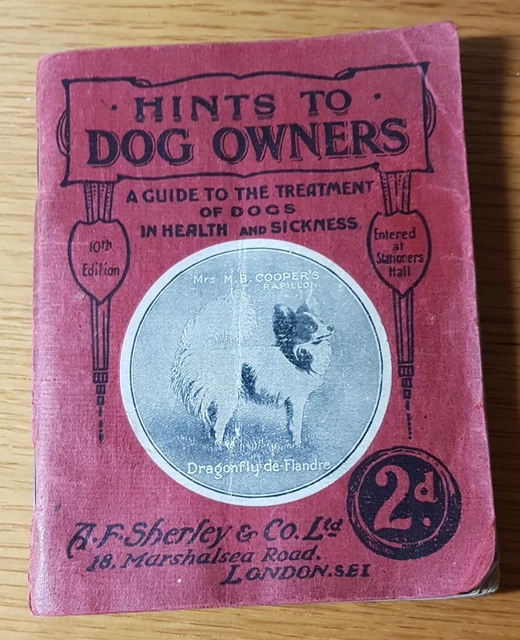 · HINTS TO ·
DOG OWNERS
A GUIDE TO THE TREATMENT
OF DOGS
IN HEALTH AND SICKNESS.
10th
Edition
Entered
at
Stationers
Hall
Mrs M. B. COOPER'S
PAPILLON
Dragonfly de Flandre
2d.
A. F. Sherley & Co. Ltd
18, Marshalsea Road.
LONDON. S.E.1